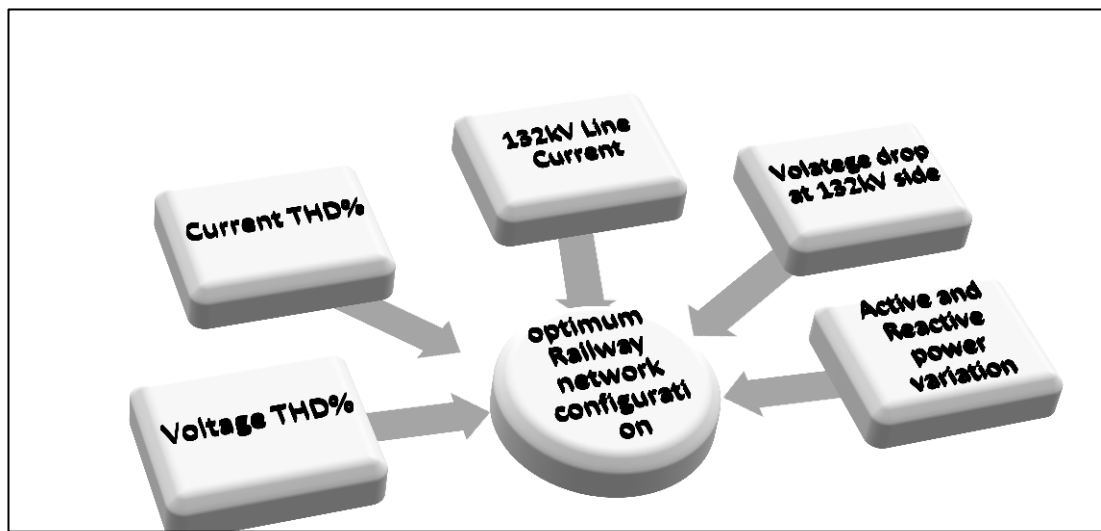 132kV Line
Current
Volatege drop
at 132kV side
Current THD%
Active and
Reactive
power
variation
optimum
Railway
network
configurati
on
Voltage THD%